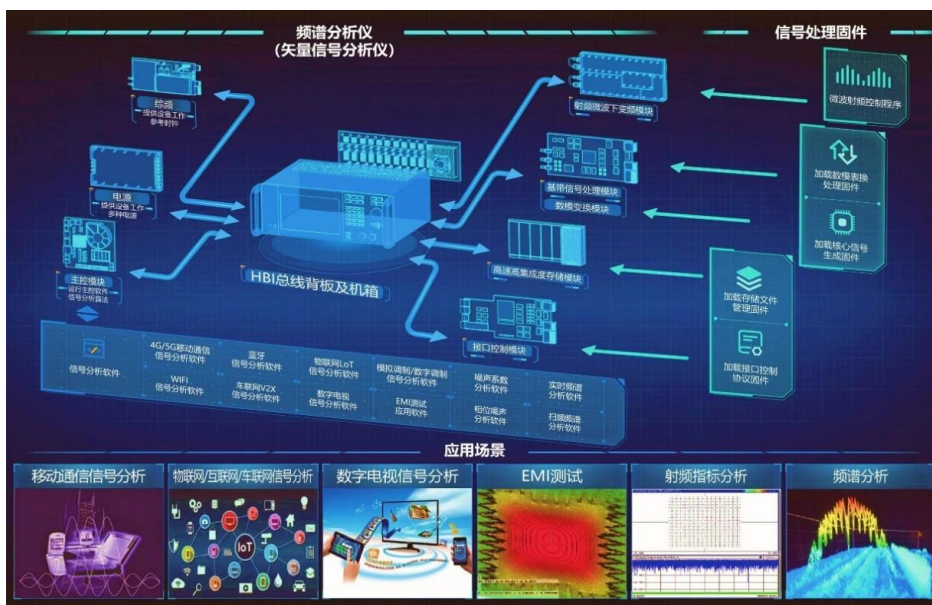 频谱分析仪
(矢量信号分析仪)
信号处理固件
综频
提供设备工作
参考时钟
电源
提供设备工作
多种电源
主控模块
运行主控软件
信号分析算法
HBI总线背板及机箱
射频微波下变频模块
基带信号处理模块
数模变换模块
高速高集成度存储模块
接口控制模块
微波射频控制程序
加载数模表换
处理固件
加载核心信号
生成固件
加载存储文件
管理固件
加载接口控制
协议固件
信号分析软件
4G/5G移动通信
信号分析软件
蓝牙
信号分析软件
物联网LoT
信号分析软件
模拟调制/数字调制
信号分析软件
噪声系数
分析软件
实时频谱
分析软件
WIFI
信号分析软件
车联网V2X
信号分析软件
数字电视
信号分析软件
EMI测试
应用软件
相位噪声
分析软件
扫频频谱
分析软件
应用场景
移动通信信号分析
物联网/互联网/车联网信号分析
数字电视信号分析
EMI测试
射频指标分析
频谱分析
IoT